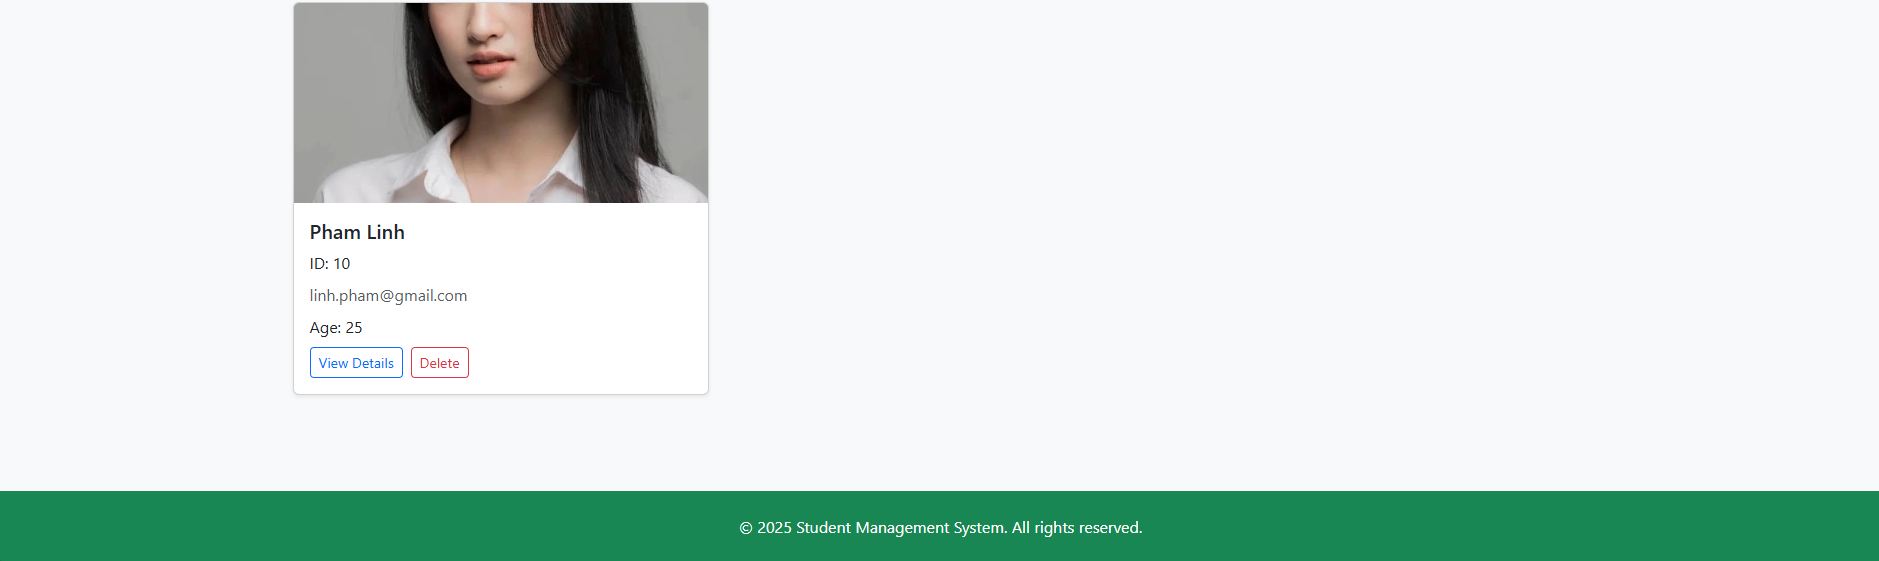 Pham Linh
ID: 10
linh.pham@gmail.com
Age: 25
View Details Delete
© 2025 Student Management System. All rights reserved.